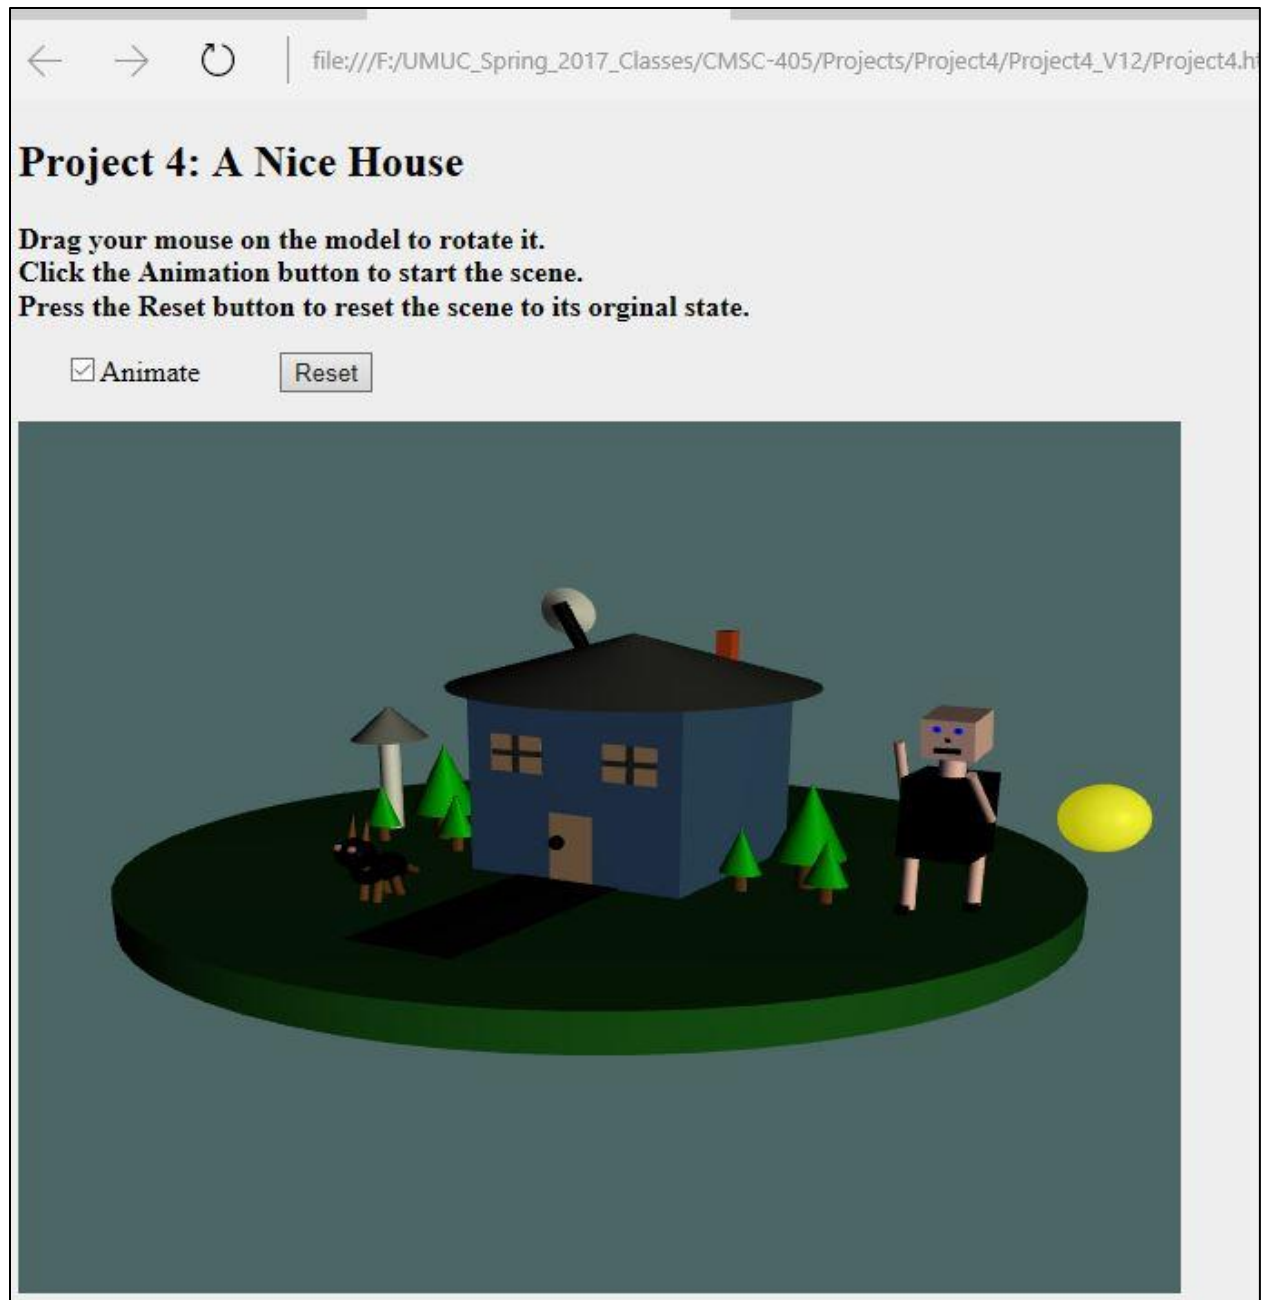 file:///F:/UMUC_Spring_2017_Classes/CMSC-405/Projects/Project4/Project4_V12/Project4.ht
Project 4: A Nice House
Drag your mouse on the model to rotate it.
Click the Animation button to start the scene.
Press the Reset button to reset the scene to its orginal state.
Animate Reset